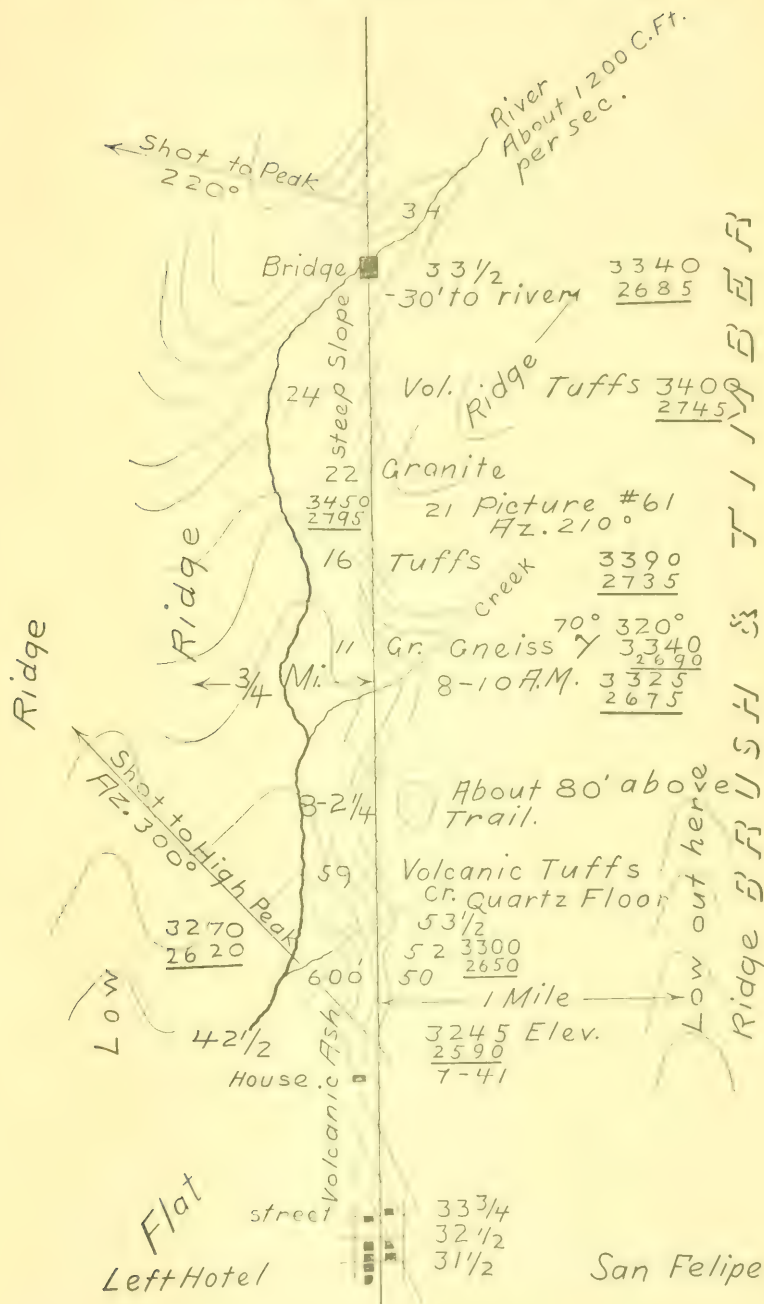 River
About 1200 C.Ft.
per sec.
Shot to Peak
220°
34
Bridge
33 1/2
-30' to river
3340
2685
Steep Slope
Ridge
24
Vol. Tuffs 3400
2745
22 Granite
3450
2795
21 Picture #61
Az. 210°
Ridge
Ridge
16 Tuffs
Creek
3390
2735
70° 320°
11 Gr. Gneiss Y 3340
2690
3/4 Mi.
8-10 A.M. 3325
2675
Shot to High Peak
Az. 300°
8-2 1/4
About 80' above
Trail.
59 Volcanic Tuffs
Cr. Quartz Floor
53 1/2
52 3300
2650
50
3270
2620
600'
1 Mile
Low out here
Ridge BRUSH & TIMBER
Low
42 1/2
Volcanic Ash
3245 Elev.
2590
7-41
House
Flat
street
33 3/4
32 1/2
31 1/2
Left Hotel
San Felipe